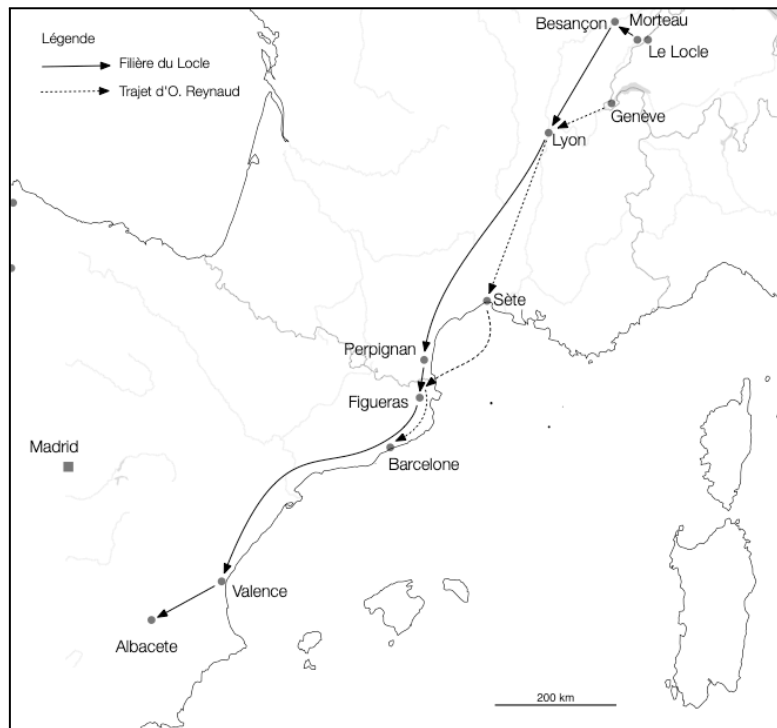 Légende
Filière du Locle
Trajet d'O. Reynaud
Besançon
Morteau
Le Locle
Genève
Lyon
Sète
Perpignan
Figueras
Madrid
Barcelone
Valence
Albacete
200 km